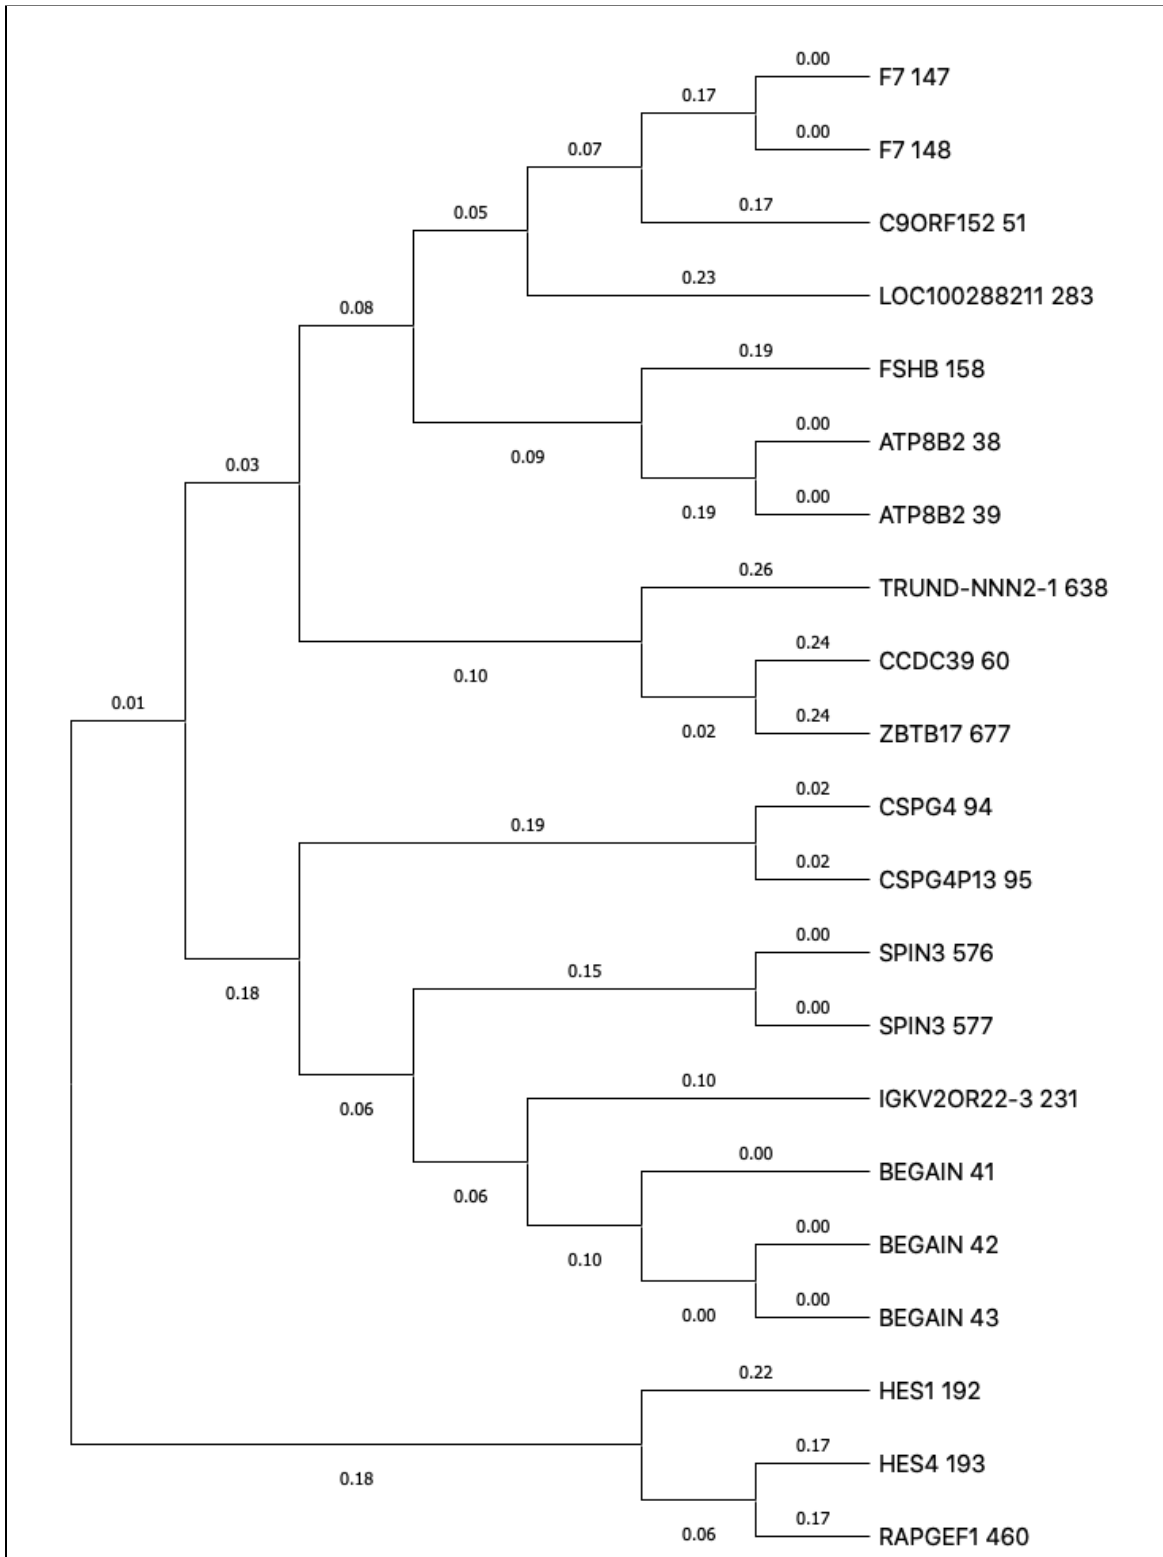 0.00
F7 147
0.17
0.00
F7 148
0.07
0.17
C9ORF152 51
0.05
0.23
LOC100288211 283
0.08
0.19
FSHB 158
0.00
ATP8B2 38
0.09
0.03
0.00
ATP8B2 39
0.19
0.26
TRUND-NNN2-1 638
0.24
CCDC39 60
0.10
0.01
0.24
ZBTB17 677
0.02
0.02
CSPG4 94
0.19
0.02
CSPG4P13 95
0.00
SPIN3 576
0.15
0.18
0.00
SPIN3 577
0.10
IGKV2OR22-3 231
0.06
0.00
BEGAIN 41
0.06
0.00
BEGAIN 42
0.10
0.00
BEGAIN 43
0.00
0.22
HES1 192
0.17
HES4 193
0.18
0.17
RAPGEF1 460
0.06